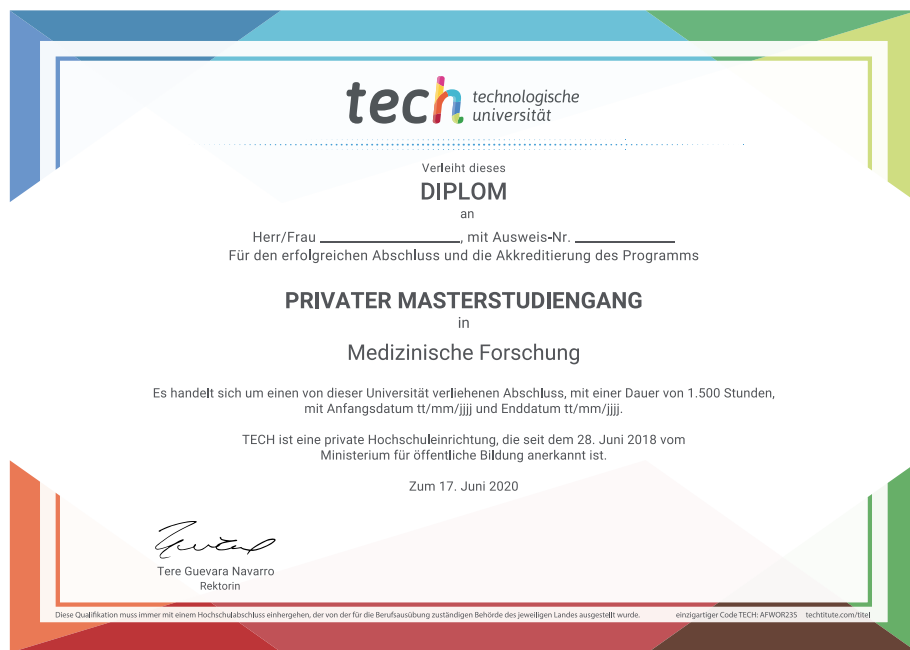 tech technologische
universität
Verleiht dieses
DIPLOM
an
Herr/Frau ____________, mit Ausweis-Nr. ____________
Für den erfolgreichen Abschluss und die Akkreditierung des Programms
PRIVATER MASTERSTUDIENGANG
in
Medizinische Forschung
Es handelt sich um einen von dieser Universität verliehenen Abschluss, mit einer Dauer von 1.500 Stunden,
mit Anfangsdatum tt/mm/jjjj und Enddatum tt/mm/jjjj.
TECH ist eine private Hochschuleinrichtung, die seit dem 28. Juni 2018 vom
Ministerium für öffentliche Bildung anerkannt ist.
Zum 17. Juni 2020
Tere Guevara Navarro
Rektorin
Diese Qualifikation muss immer mit einem Hochschulabschluss einhergehen, der von der für die Berufsausübung zuständigen Behörde des jeweiligen Landes ausgestellt wurde. einzigartiger Code TECH: AFWOR23S techtitute.com/titel